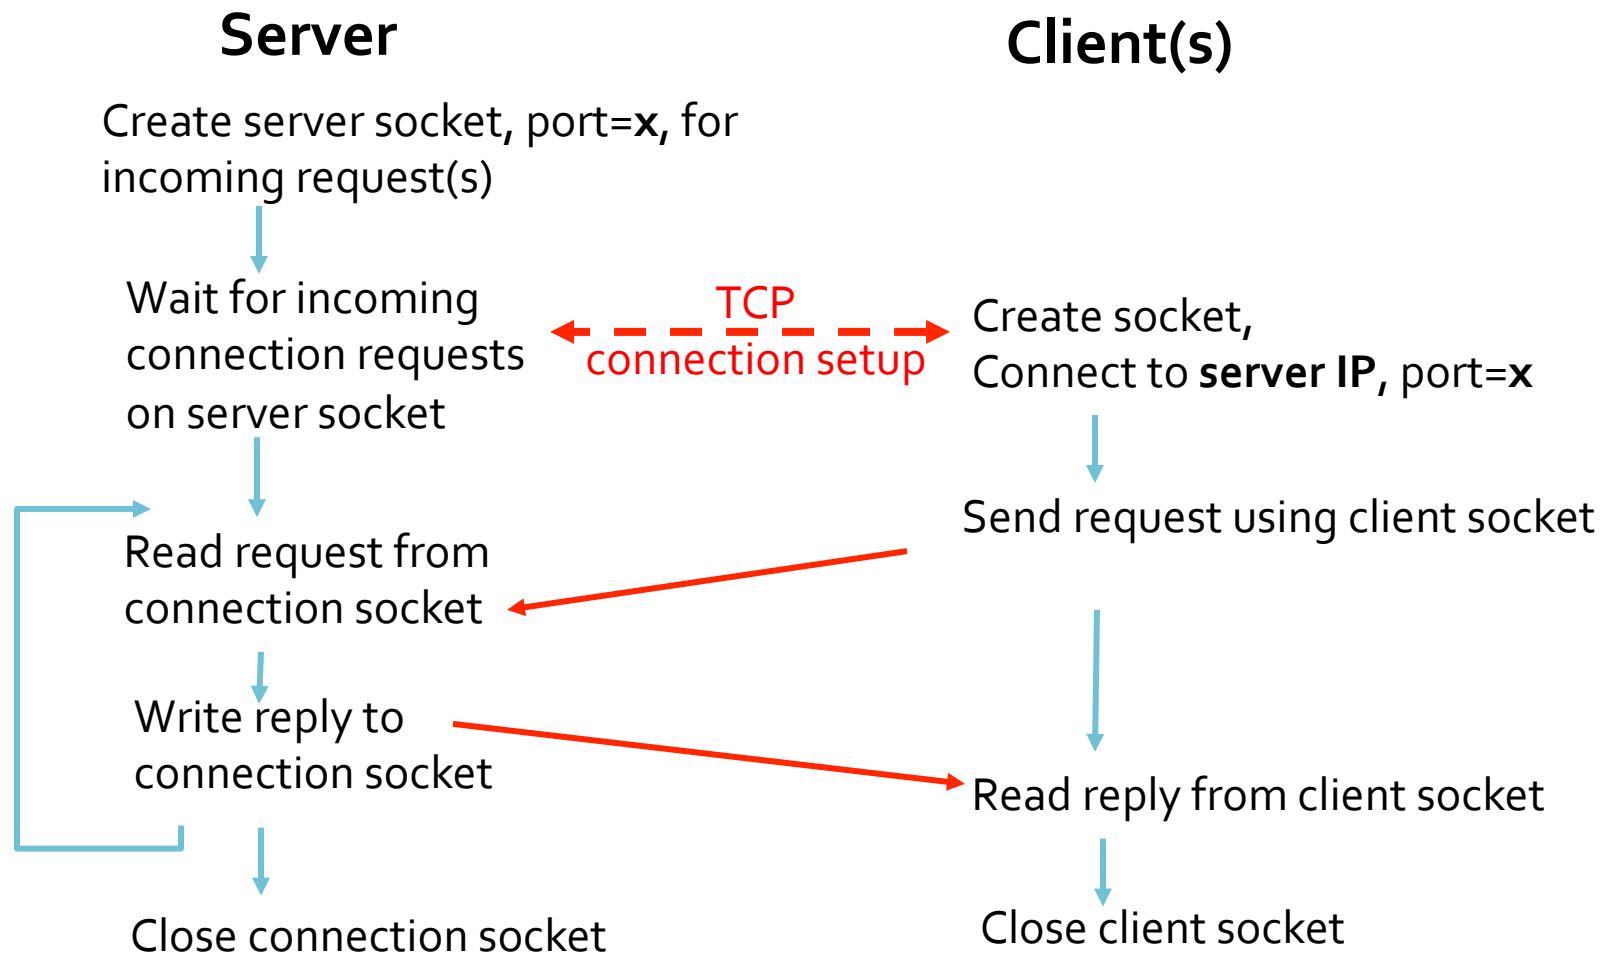 Server
Create server socket, port=x, for
incoming request(s)
Wait for incoming
connection requests
on server socket
Read request from
connection socket
Write reply to
connection socket
Close connection socket
TCP
connection setup
Client(s)
Create socket,
Connect to server IP, port=x
Send request using client socket
Read reply from client socket
Close client socket